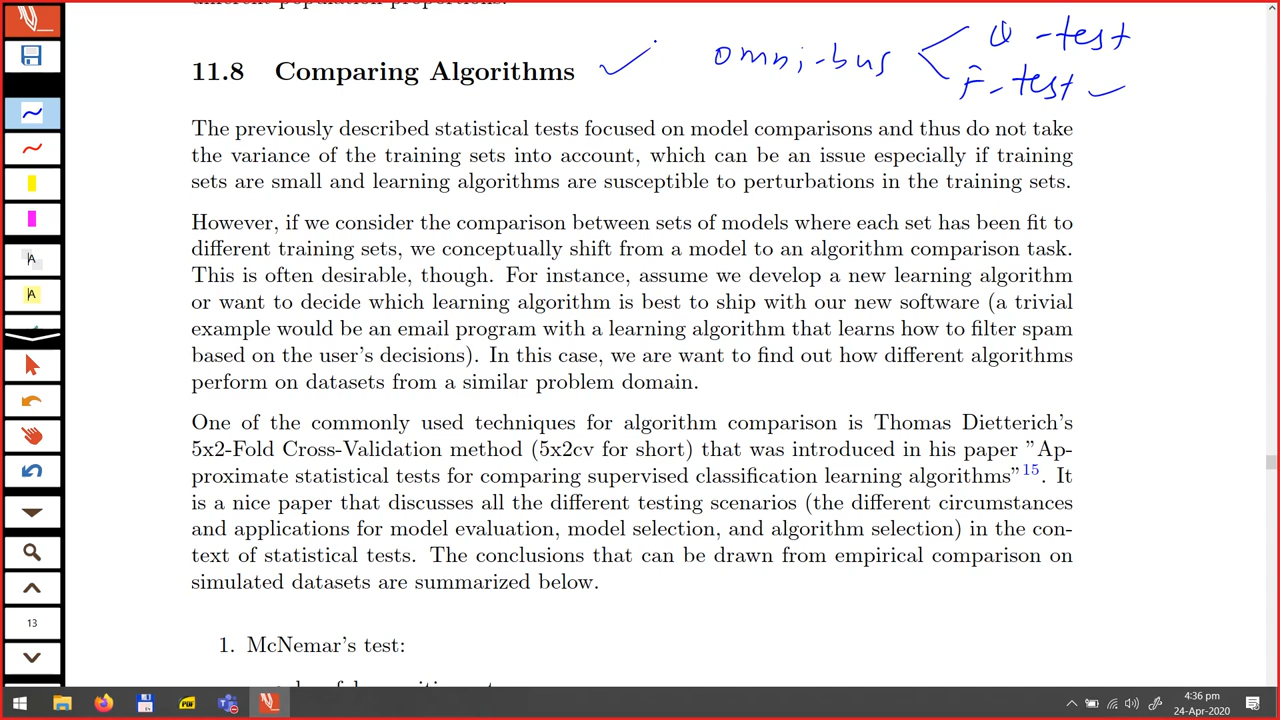 different population proportions.
Q -test
omni-bus
F-test
11.8 Comparing Algorithms
The previously described statistical tests focused on model comparisons and thus do not take
the variance of the training sets into account, which can be an issue especially if training
sets are small and learning algorithms are susceptible to perturbations in the training sets.
However, if we consider the comparison between sets of models where each set has been fit to
different training sets, we conceptually shift from a model to an algorithm comparison task.
This is often desirable, though. For instance, assume we develop a new learning algorithm
or want to decide which learning algorithm is best to ship with our new software (a trivial
example would be an email program with a learning algorithm that learns how to filter spam
based on the user's decisions). In this case, we are want to find out how different algorithms
perform on datasets from a similar problem domain.
One of the commonly used techniques for algorithm comparison is Thomas Dietterich's
5x2-Fold Cross-Validation method (5x2cv for short) that was introduced in his paper ”Ap-
proximate statistical tests for comparing supervised classification learning algorithms”15. It
is a nice paper that discusses all the different testing scenarios (the different circumstances
and applications for model evaluation, model selection, and algorithm selection) in the con-
text of statistical tests. The conclusions that can be drawn from empirical comparison on
simulated datasets are summarized below.
1. McNemar's test:
A
A
13
PDF
4:36 pm
24-Apr-2020